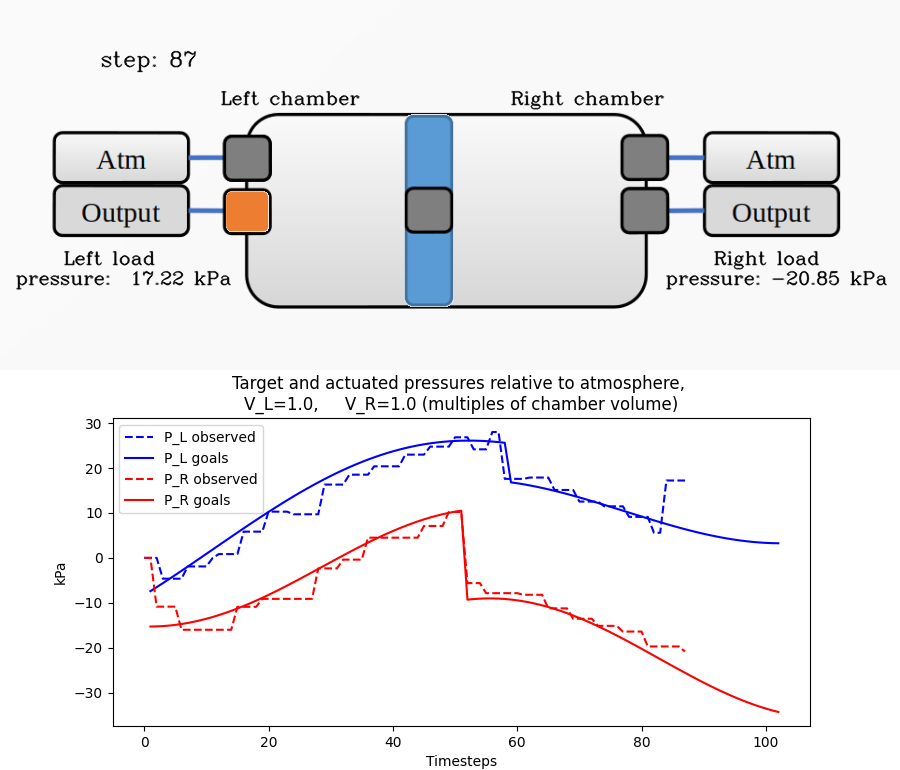 step: 87
Left chamber
Right chamber
Atm
Atm
Output
Output
Left load
pressure: 17.22 kPa
Right load
pressure: −20.85 kPa
Target and actuated pressures relative to atmosphere,
V_L=1.0, V_R=1.0 (multiples of chamber volume)
P_L observed
P_L goals
P_R observed
P_R goals
30
20
10
0
−10
−20
−30
kPa
0 20 40 60 80 100
Timesteps